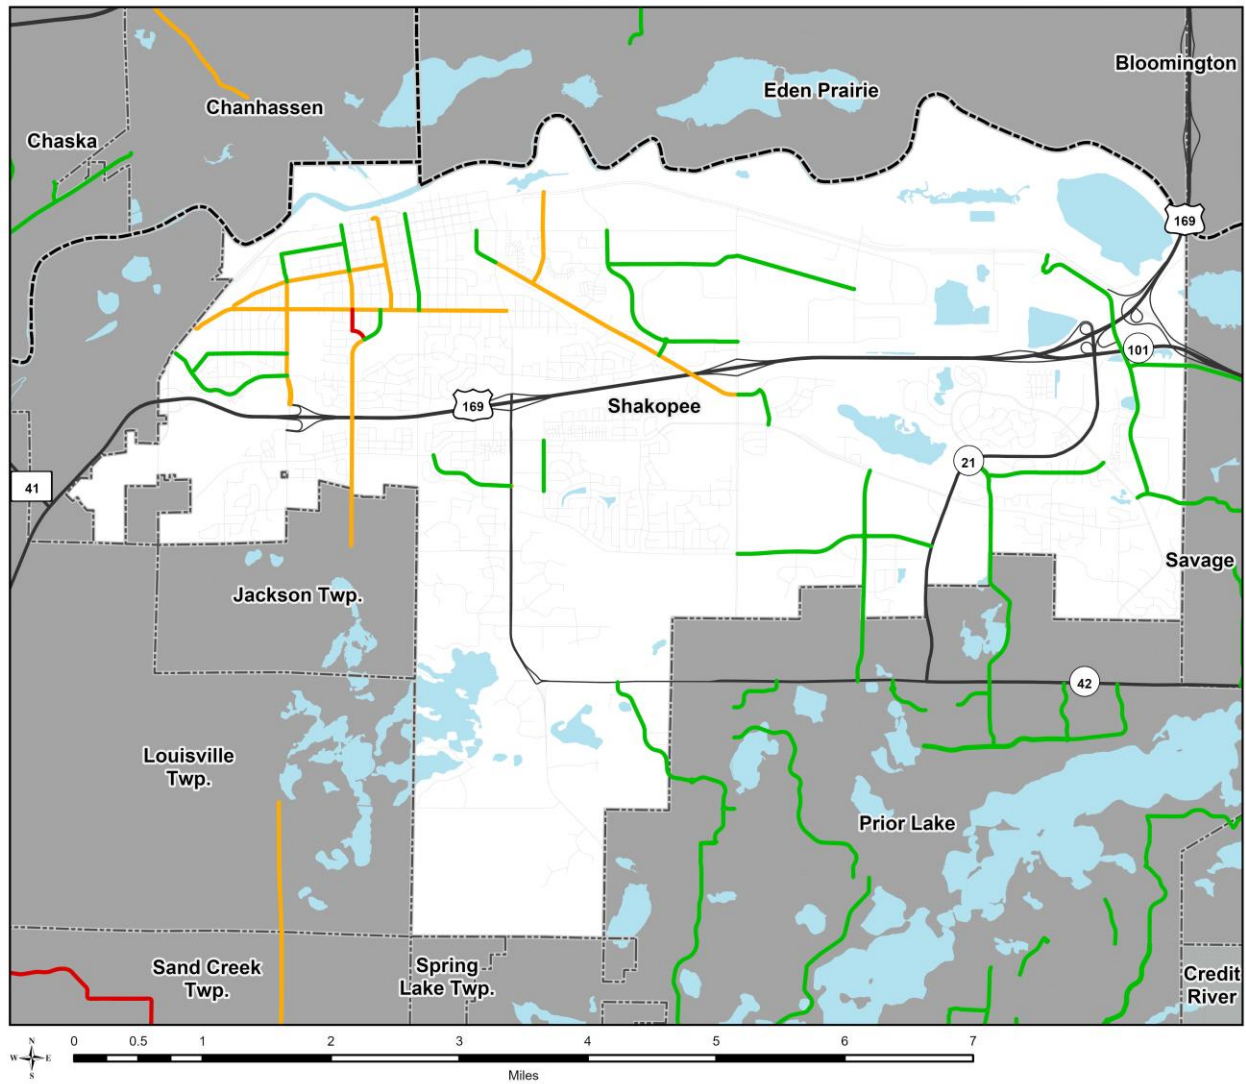 Bloomington
Eden Prairie
Chanhassen
Chaska
169
101
169
Shakopee
21
41
Savage
Jackson Twp.
42
Louisville
Twp.
Prior Lake
Sand Creek
Twp.
Spring
Lake Twp.
Credit
River
N
W E
S
0 0.5 1 2 3 4 5 6 7
Miles